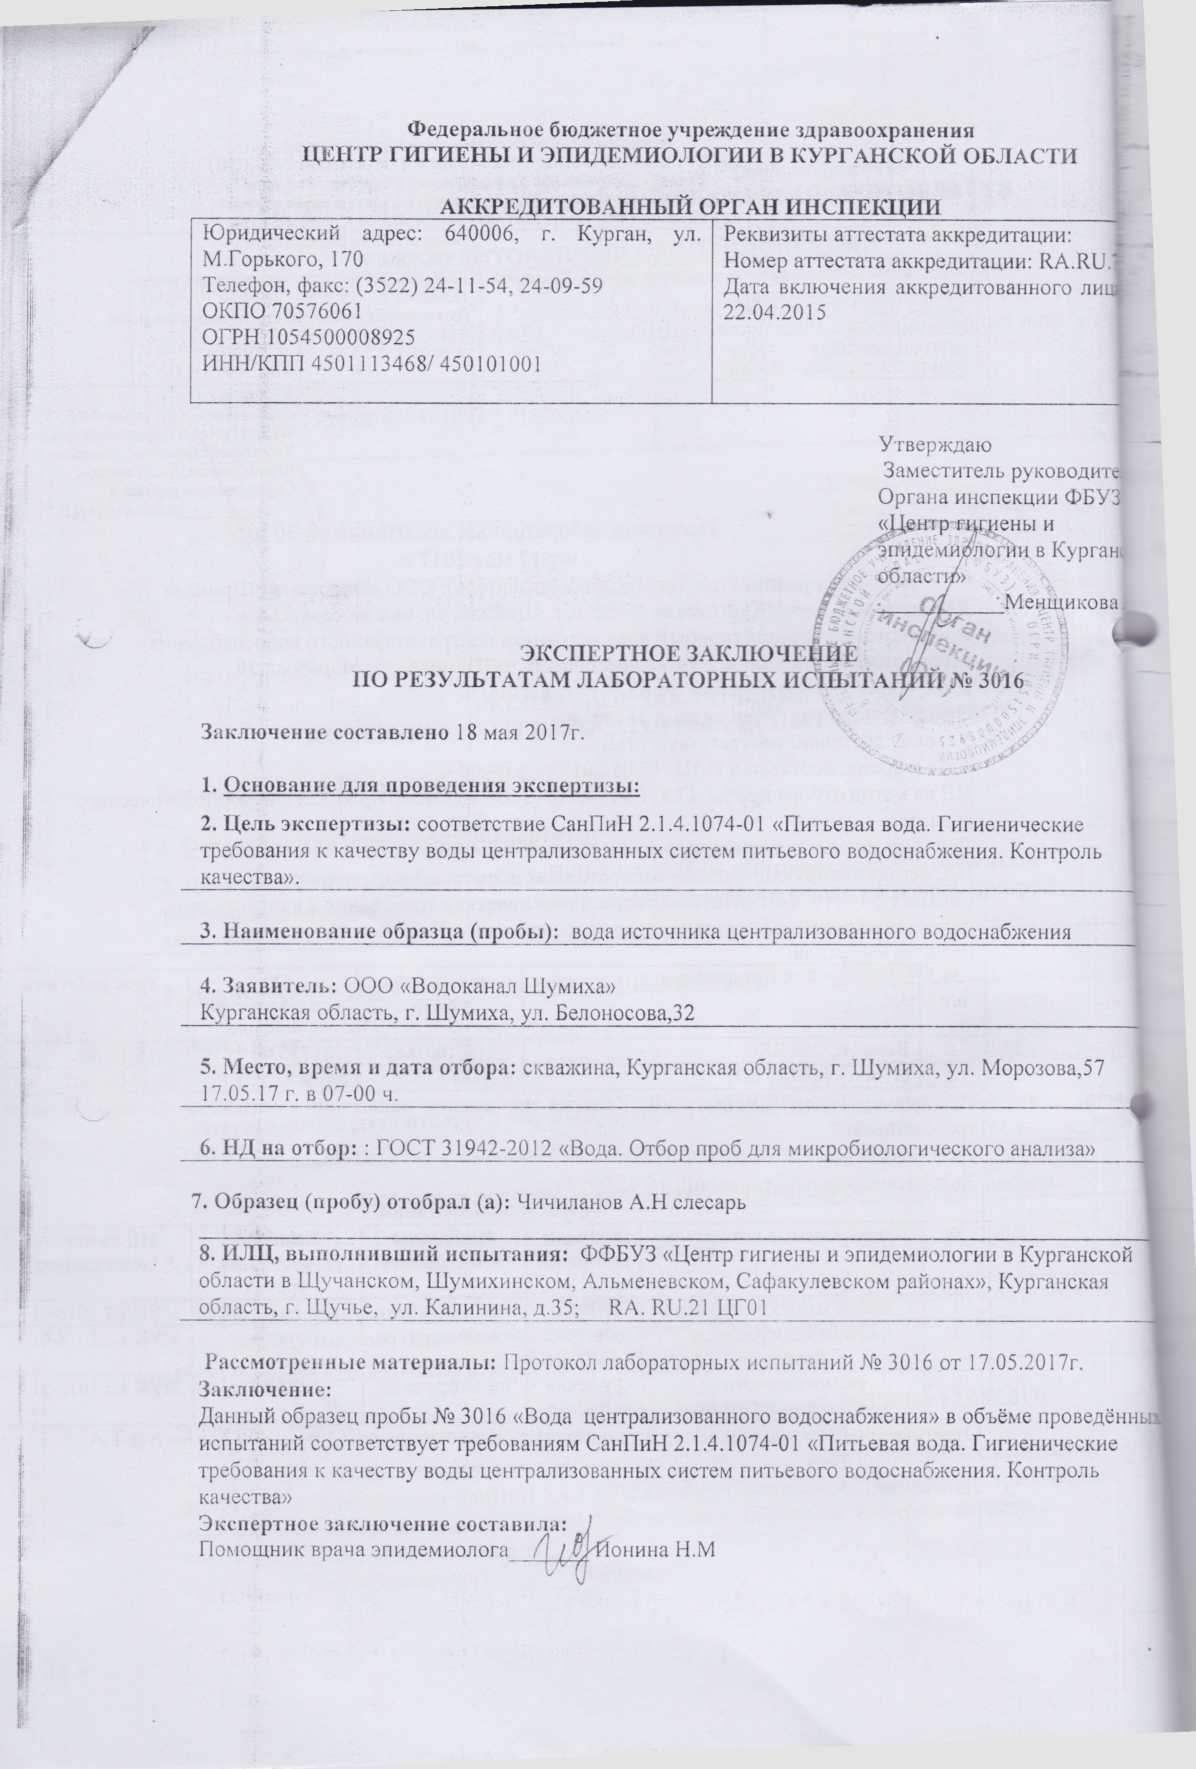 Федеральное бюджетное учреждение здравоохранения
ЦЕНТР ГИГИЕНЫ И ЭПИДЕМИОЛОГИИ В КУРГАНСКОЙ ОБЛАСТИ
АККРЕДИТОВАННЫЙ ОРГАН ИНСПЕКЦИИ
Юридический адрес: 640006, г. Курган, ул.
М.Горького, 170
Телефон, факс: (3522) 24-11-54, 24-09-59
ОКПО 70576061
ОГРН 1054500008925
ИНН/КПП 4501113468/ 450101001
Реквизиты аттестата аккредитации:
Номер аттестата аккредитации: RA.RU.
Дата включения аккредитованного
22.04.2015
Утверждаю
Заместитель
Органа инспекции ФБУЗ
«Центр гигиены и
эпидемиологии в
области»
Менщикова
Орган
инспекции
ЭКСПЕРТНОЕ ЗАКЛЮЧЕНИЕ
ПО РЕЗУЛЬТАТАМ ЛАБОРАТОРНЫХ ИСПЫТАНИЙ № 3016
Заключение составлено 18 мая 2017г.
1. Основание для проведения экспертизы:
2. Цель экспертизы: соответствие СанПиН 2.1.4.1074-01 «Питьевая вода. Гигиенические
требования к качеству воды централизованных систем питьевого водоснабжения. Контроль
качества».
3. Наименование образца (пробы): вода источника централизованного водоснабжения
4. Заявитель: ООО «Водоканал Шумиха»
Курганская область, г. Шумиха, ул. Белоносова,32
5. Место, время и дата отбора: скважина, Курганская область, г. Шумиха, ул. Морозова,57
17.05.17 г. в 07-00 ч.
6. НД на отбор: : ГОСТ 31942-2012 «Вода. Отбор проб для микробиологического анализа»
7. Образец (пробу) отобрал (а): Чичиланов А.Н слесарь
8. ИЛЦ, выполнивший испытания: ФФБУЗ «Центр гигиены и эпидемиологии в Курганской
области в Щучанском, Шумихинском, Альменевском, Сафакулевском районах», Курганская
область, г. Щучье, ул. Калинина, д.35; RA. RU.21 ЦГ01
Рассмотренные материалы: Протокол лабораторных испытаний № 3016 от 17.05.2017г.
Заключение:
Данный образец пробы № 3016 «Вода централизованного водоснабжения» в объёме проведённых
испытаний соответствует требованиям СанПиН 2.1.4.1074-01 «Питьевая вода. Гигиенические
требования к качеству воды централизованных систем питьевого водоснабжения. Контроль
качества»
Экспертное заключение составила:
Помощник врача эпидемиолога Ионина Н.М